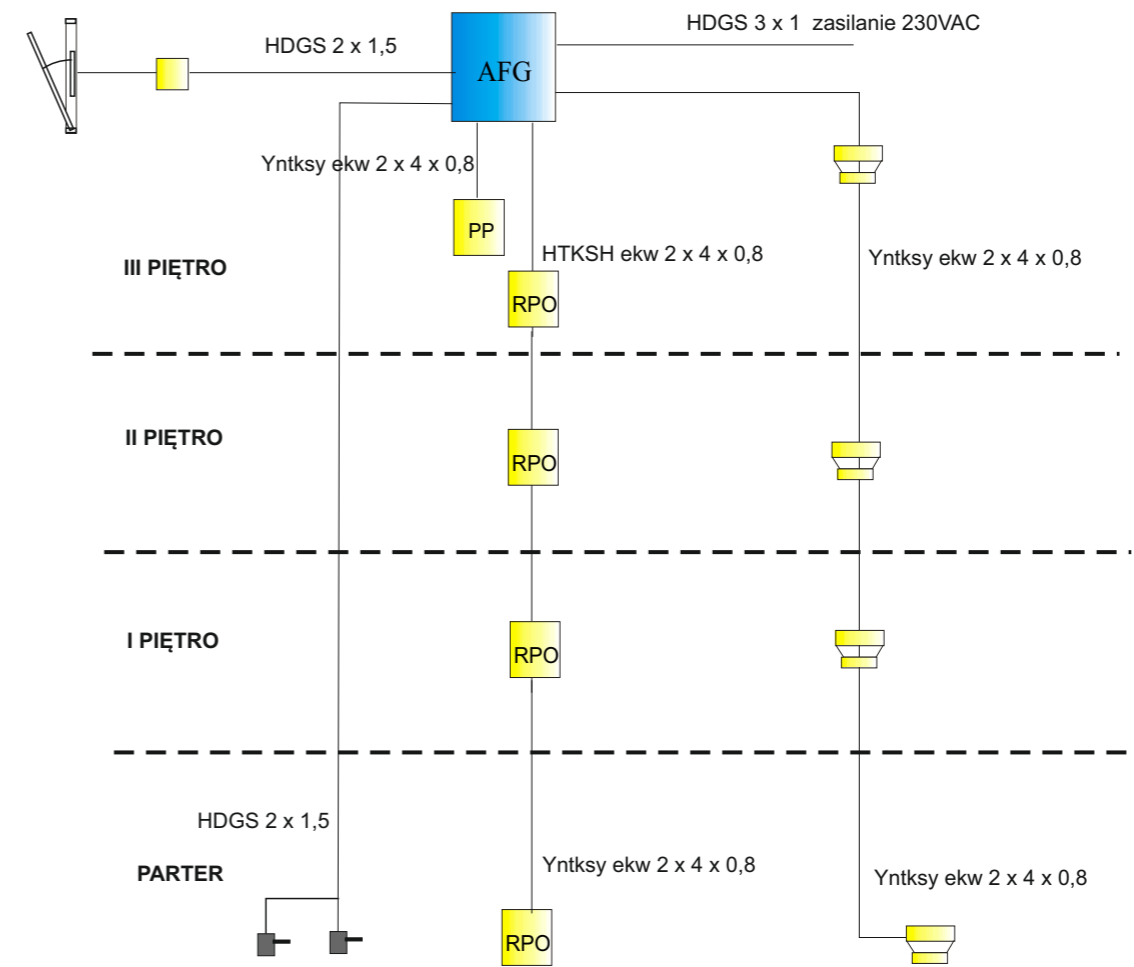 HDGS 3 x 1  zasilanie 230VAC
HDGS 2 x 1,5
AFG
Yntksy ekw 2 x 4 x 0,8
PP
HTKSH ekw 2 x 4 x 0,8
Yntksy ekw 2 x 4 x 0,8
III PIĘTRO
RPO
II PIĘTRO
RPO
I PIĘTRO
RPO
HDGS 2 x 1,5
PARTER
Yntksy ekw 2 x 4 x 0,8
Yntksy ekw 2 x 4 x 0,8
RPO